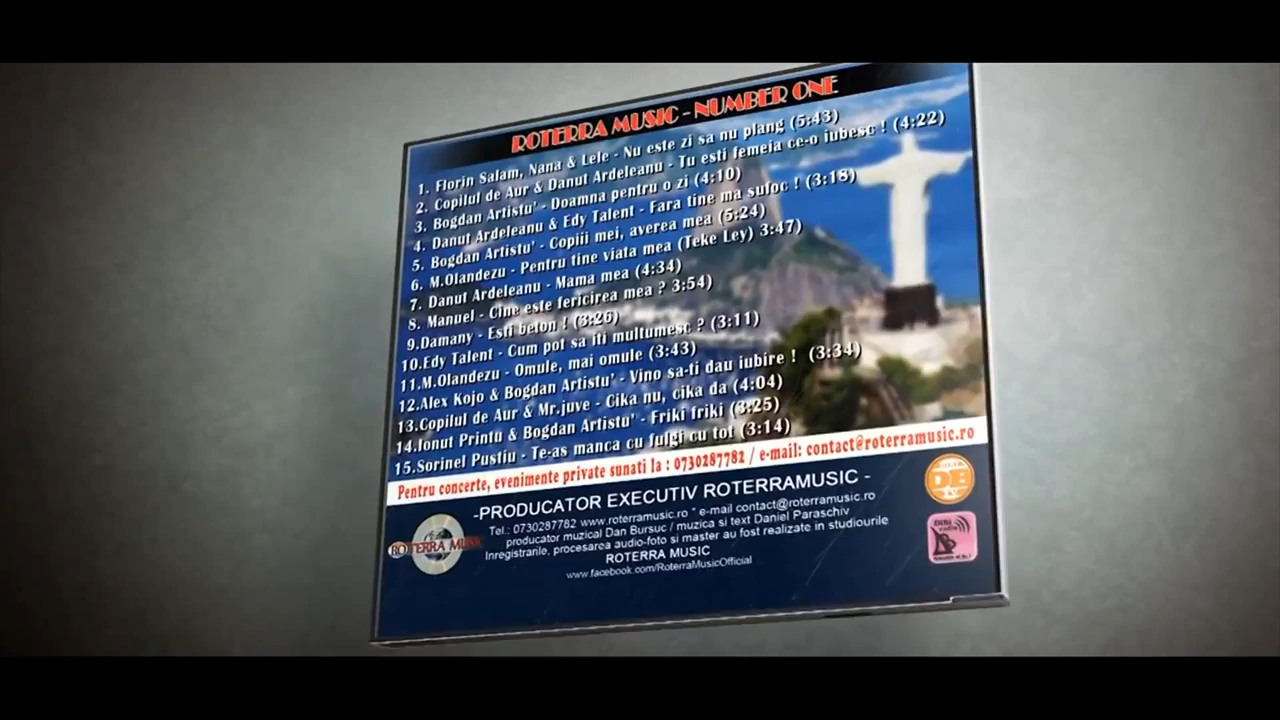 ROTERRA MUSIC - NUMBER ONE
1. Florin Salam, Nana & Lele - Nu este zi sa nu plang (5:43)
2. Copilul de Aur & Danut Ardeleanu - Tu esti femeia ce-o iubesc ! (4:22)
3. Bogdan Artistu' - Doamna pentru o zi (4:10)
4. Danut Ardeleanu & Edy Talent - Fara tine ma sufoc ! (3:18)
5. Bogdan Artistu' - Copiii mei, averea mea (5:24)
6. M.Olandezu - Pentru tine viata mea (Teke Ley) 3:47)
7. Danut Ardeleanu - Mama mea (4:34)
8. Manuel - Cine este fericirea mea ? 3:54)
9.Damany - Esti beton ! (3:26)
10.Edy Talent - Cum pot sa iti multumesc ? (3:11)
11.M.Olandezu - Omule, mai omule (3:43)
12.Alex Kojo & Bogdan Artistu' - Vino sa-ti dau iubire ! (3:34)
13.Copilul de Aur & Mr.juve - Cika nu, cika da (4:04)
14.Ionut Printu & Bogdan Artistu' - Friki friki (3:25)
15.Sorinel Pustiu - Te-as manca cu fulgi cu tot (3:14)
Pentru concerte, evenimente private sunati la : 0730287782 / e-mail: contact@roterramusic.ro
-PRODUCATOR EXECUTIV ROTERRAMUSIC -
Tel.: 0730287782 www.roterramusic.ro * e-mail contact@roterramusic.ro
producator muzical Dan Bursuc / muzica si text Daniel Paraschiv
Inregistrarile, procesarea audio-foto si master au fost realizate in studiourile
ROTERRA MUSIC
www.facebook.com/RoterraMusicOfficial
ROTERRA MUSIC
DB